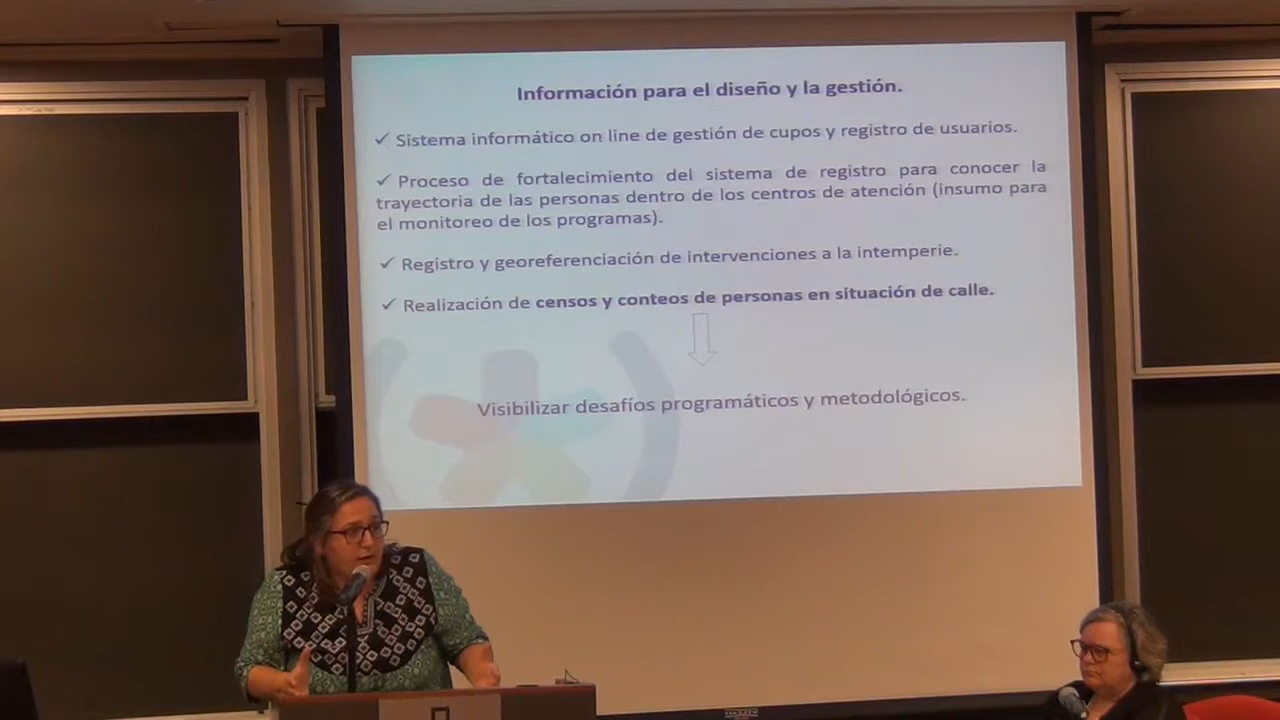 Información para el diseño y la gestión.
✓ Sistema informático on line de gestión de cupos y registro de usuarios.
✓ Proceso de fortalecimiento del sistema de registro para conocer la
trayectoria de las personas dentro de los centros de atención (insumo para
el monitoreo de los programas).
✓ Registro y georeferenciación de intervenciones a la intemperie.
✓ Realización de censos y conteos de personas en situación de calle.
Visibilizar desafíos programáticos y metodológicos.